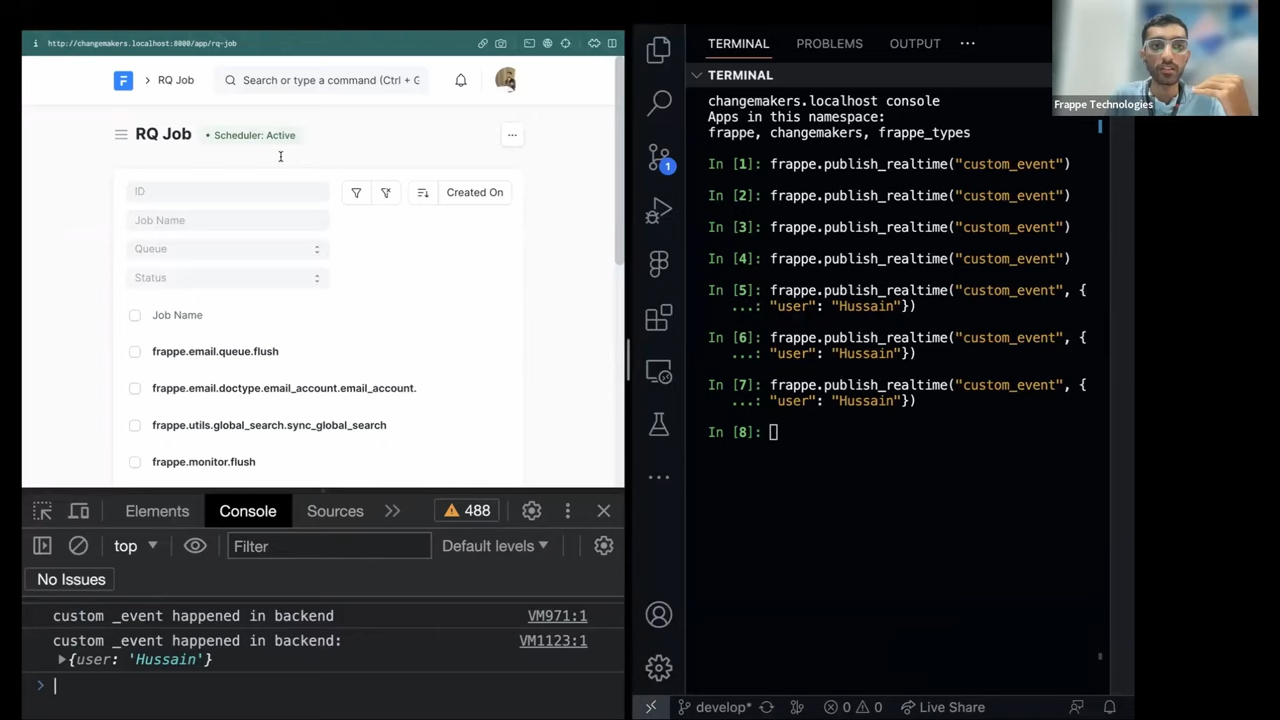 http://changemakers.localhost:8000/app/rq-job
RQ Job
Search or type a command (Ctrl + G
RQ Job
Scheduler: Active
ID
Created On
Job Name
Queue
Status
Job Name
frappe.email.queue.flush
frappe.email.doctype.email_account.email_account.
frappe.utils.global_search.sync_global_search
frappe.monitor.flush
Elements
Console
Sources
488
top
Filter
Default levels
No Issues
custom _event happened in backend
VM971:1
custom _event happened in backend:
VM1123:1
{user: 'Hussain'}
TERMINAL
PROBLEMS
OUTPUT
TERMINAL
changemakers.localhost console
Apps in this namespace:
frappe, changemakers, frappe_types
In [1]: frappe.publish_realtime("custom_event")
In [2]: frappe.publish_realtime("custom_event")
In [3]: frappe.publish_realtime("custom_event")
In [4]: frappe.publish_realtime("custom_event")
In [5]: frappe.publish_realtime("custom_event", {
...: "user": "Hussain"})
In [6]: frappe.publish_realtime("custom_event", {
...: "user": "Hussain"})
In [7]: frappe.publish_realtime("custom_event", {
...: "user": "Hussain"})
In [8]:
1
develop*
0
0
Live Share
Frappe Technologies